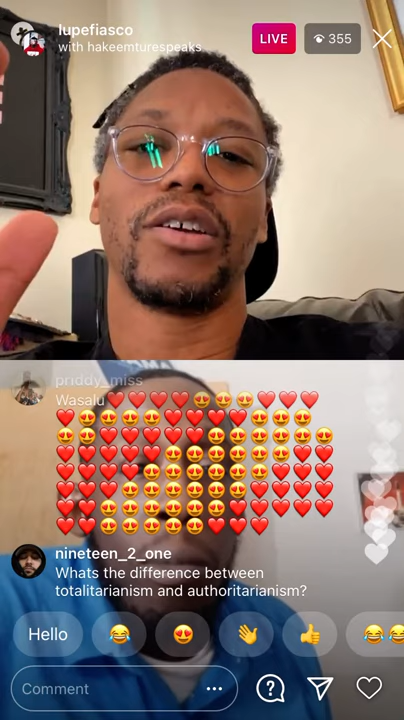 lupefiasco
with hakeemturespeaks
LIVE
355
priddy_miss
Wasalu❤️❤️❤️❤️😍😍😍❤️❤️❤️
❤️😍😍😍😍❤️❤️❤️❤️😍😍😍
😍😍❤️❤️❤️❤️❤️😍😍😍😍😍😍
❤️❤️❤️❤️❤️😍😍😍😍😍😍❤️❤️
❤️❤️❤️❤️😍😍😍😍😍😍❤️❤️❤️
❤️❤️❤️😍😍😍😍😍😍❤️❤️❤️❤️
❤️❤️😍😍😍😍😍😍❤️❤️❤️❤️❤️
❤️❤️😍😍😍😍😍❤️❤️❤️
nineteen_2_one
Whats the difference between
totalitarianism and authoritarianism?
Hello 😂 😍 👋 👍 😂😂
Comment